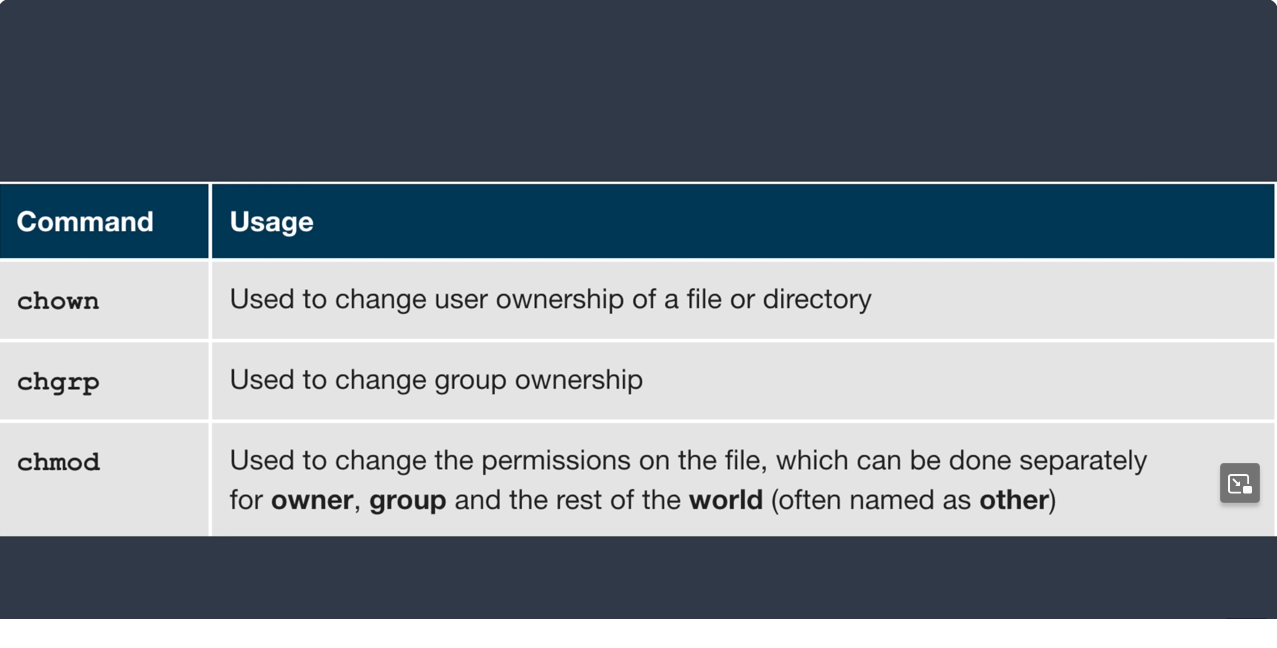 Command
Usage
chown
Used to change user ownership of a file or directory
chgrp
Used to change group ownership
chmod
Used to change the permissions on the file, which can be done separately
for owner, group and the rest of the world (often named as other)